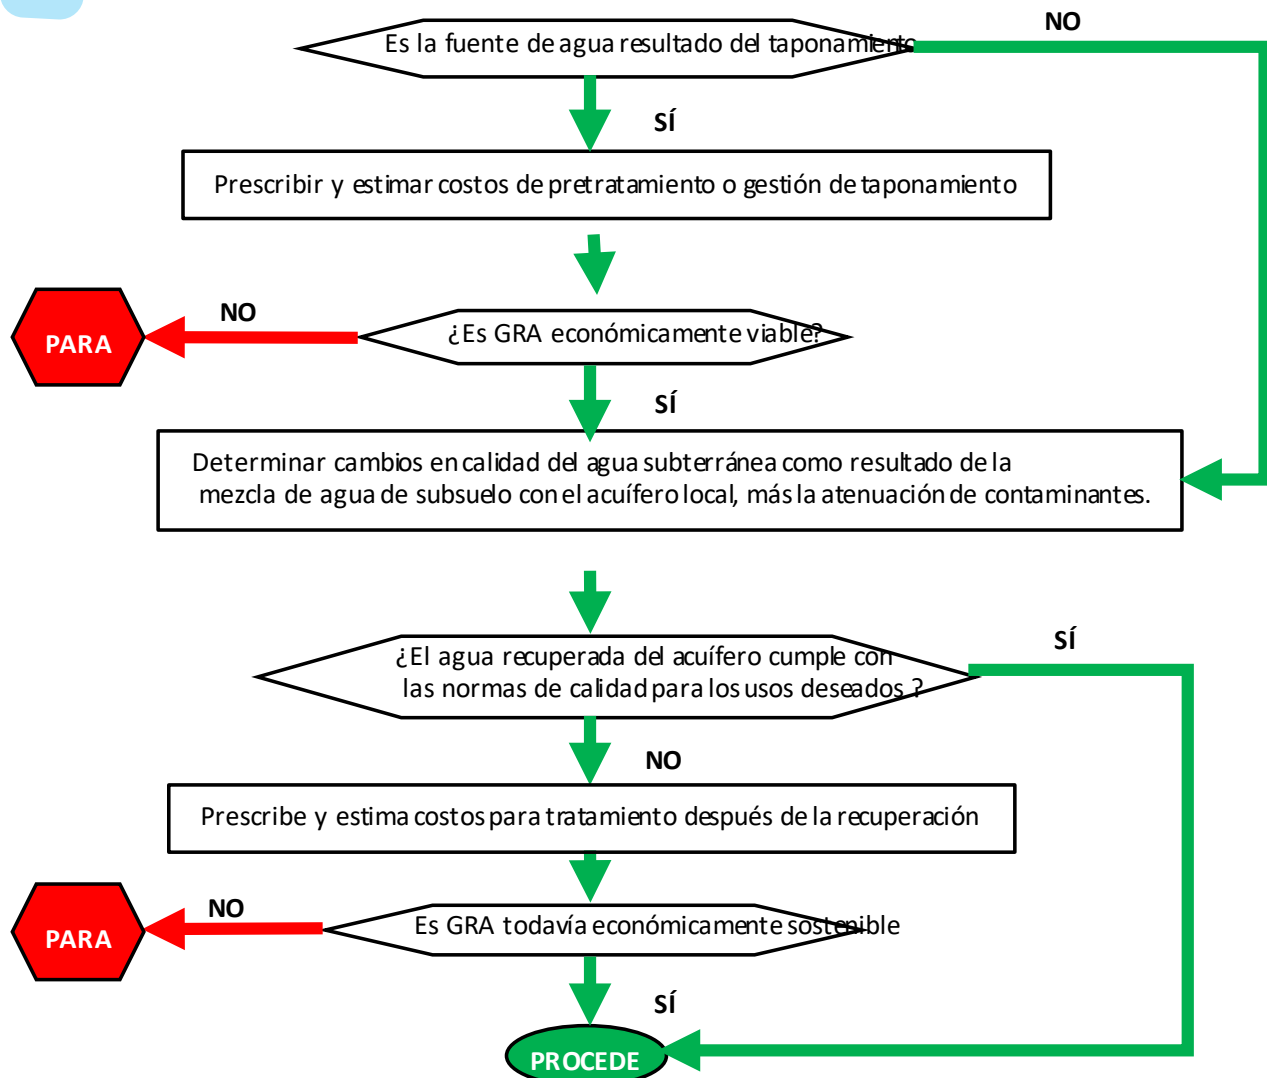 NO
Es la fuente de agua resultado del taponamiento
SÍ
Prescribir y estimar costos de pretratamiento o gestión de taponamiento
NO
PARA
¿Es GRA económicamente viable?
SÍ
Determinar cambios en calidad del agua subterránea como resultado de la
mezcla de agua de subsuelo con el acuífero local, más la atenuación de contaminantes.
SÍ
¿El agua recuperada del acuífero cumple con
las normas de calidad para los usos deseados ?
NO
Prescribe y estima costos para tratamiento después de la recuperación
NO
PARA
Es GRA todavía económicamente sostenible
SÍ
PROCEDE